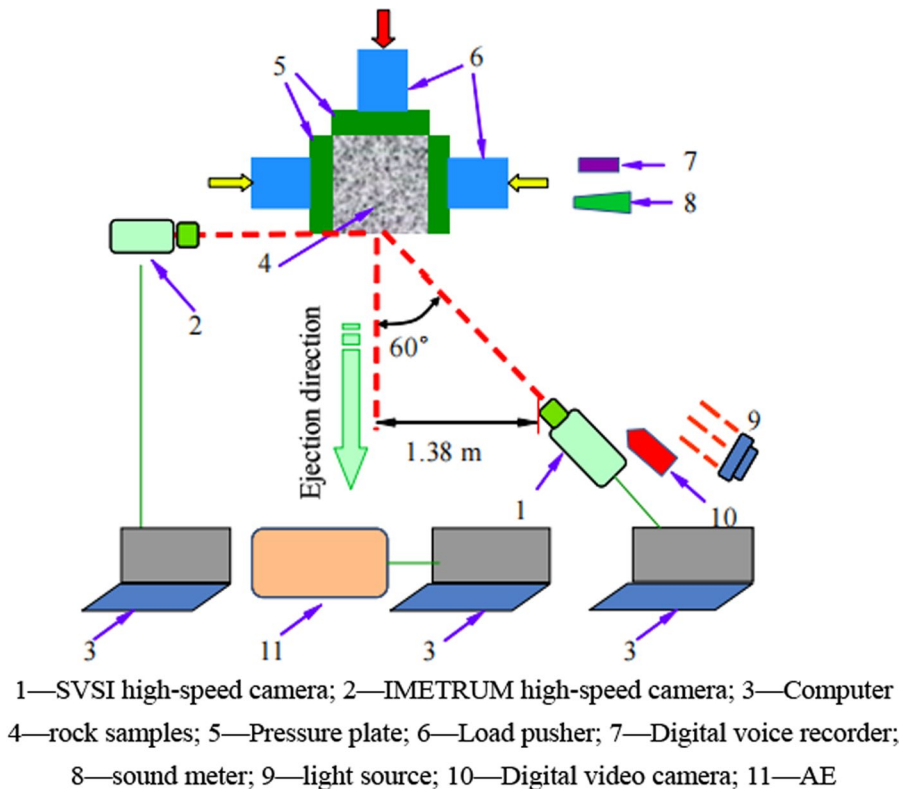 5
6
7
8
4
2
Ejection direction
60°
1.38 m
9
1
10
3
11
3
3
1—SVSI high-speed camera; 2—IMETRUM high-speed camera; 3—Computer
4—rock samples; 5—Pressure plate; 6—Load pusher; 7—Digital voice recorder;
8—sound meter; 9—light source; 10—Digital video camera; 11—AE